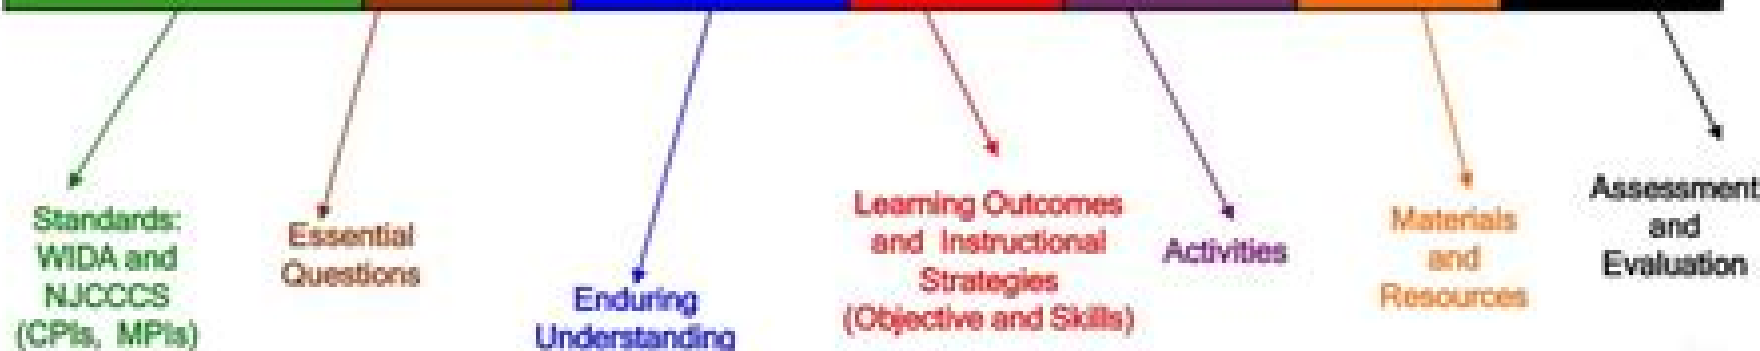 Standards:
WIDA and
NJCCCS
(CPIs, MPIs)
Essential
Questions
Enduring
Understanding
Learning Outcomes
and Instructional
Strategies
(Objective and Skills)
Activities
Materials
and
Resources
Assessment
and
Evaluation